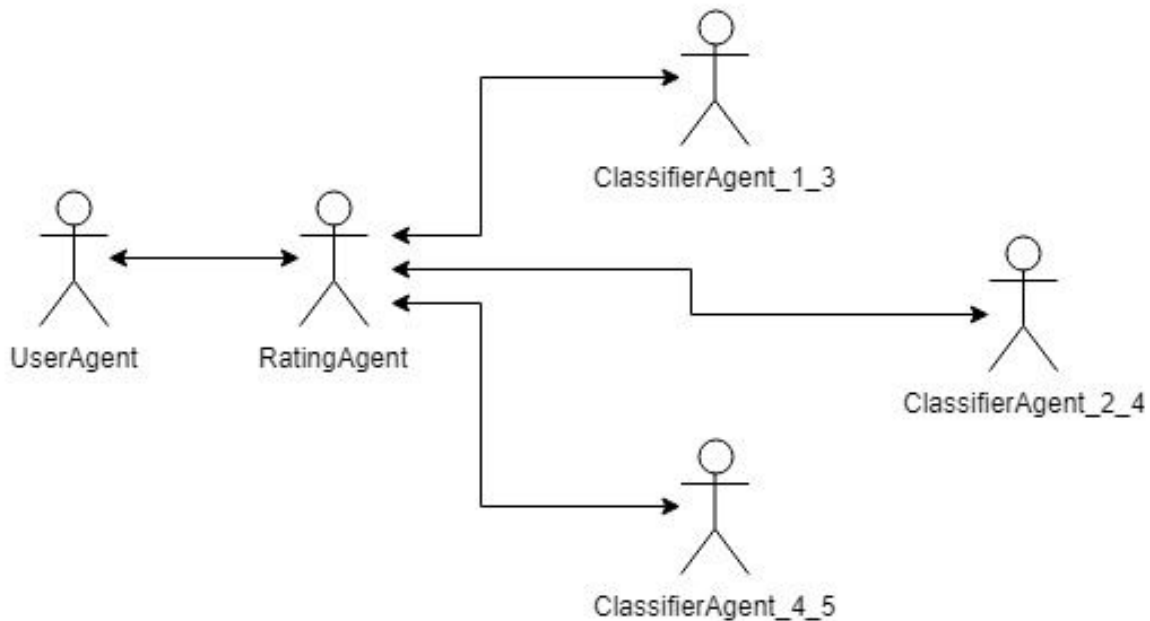 ClassifierAgent_1_3
UserAgent
RatingAgent
ClassifierAgent_2_4
ClassifierAgent_4_5